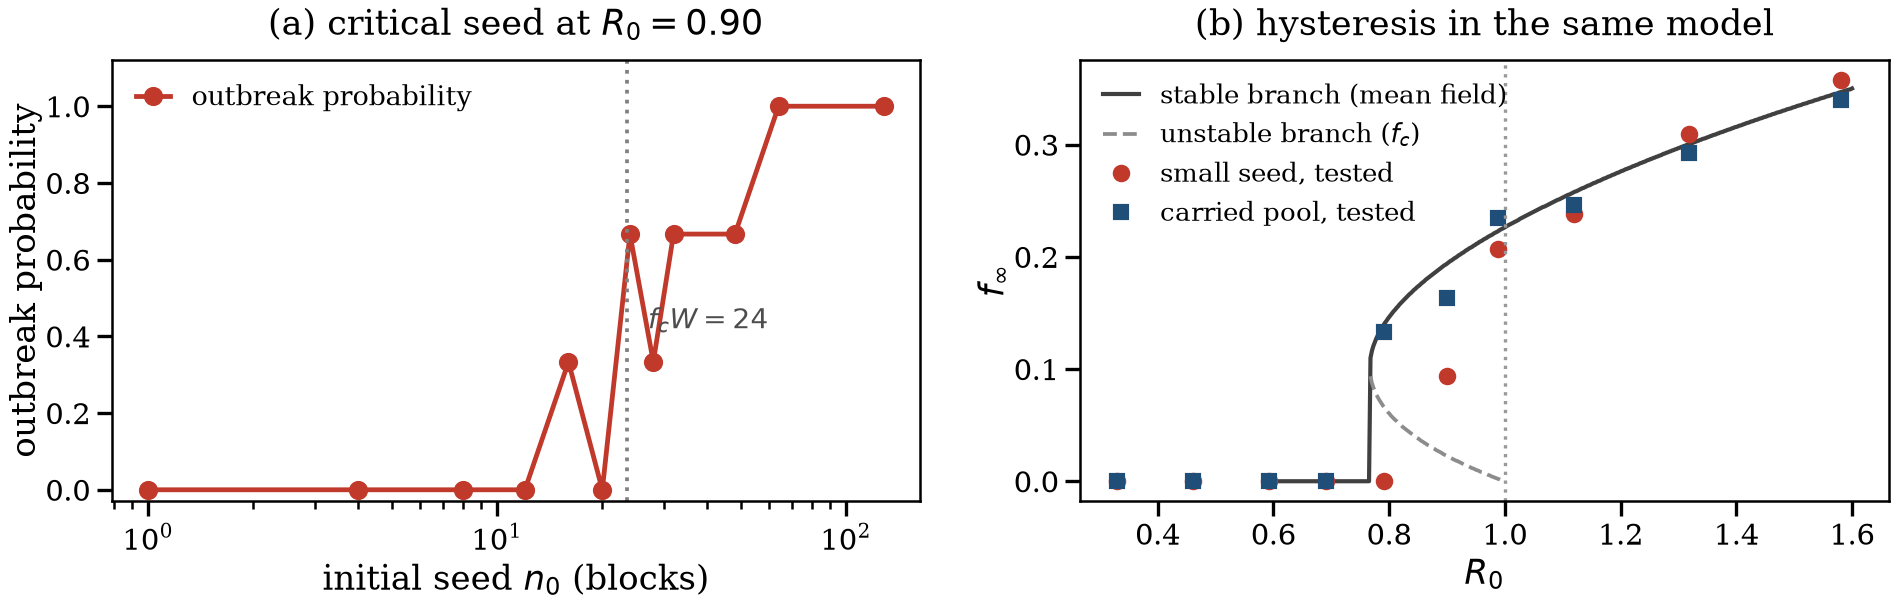 (a) critical seed at R₀ = 0.90
outbreak probability
1.0
0.8
0.6
0.4
0.2
0.0
outbreak probability
f_cW = 24
10⁰
10¹
10²
initial seed n₀ (blocks)
(b) hysteresis in the same model
stable branch (mean field)
unstable branch (f_c)
small seed, tested
carried pool, tested
f_∞
0.3
0.2
0.1
0.0
0.4
0.6
0.8
1.0
1.2
1.4
1.6
R₀